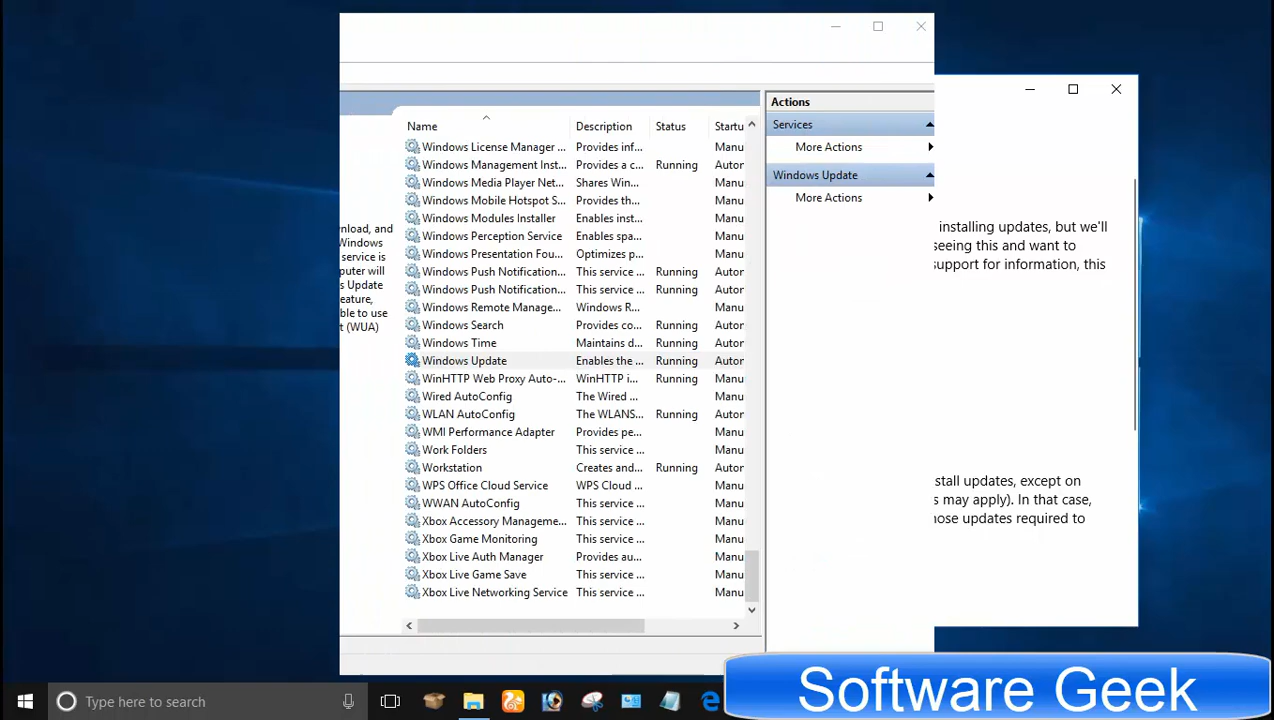 Actions
Name Description Status Startu
Services
More Actions
Windows Update
More Actions
Windows License Manager ... Provides inf... Manu
Windows Management Inst... Provides a c... Running Autor
Windows Media Player Net... Shares Win... Manu
Windows Mobile Hotspot S... Provides th... Manu
Windows Modules Installer Enables inst... Manu
Windows Perception Service Enables spa... Manu
Windows Presentation Fou... Optimizes p... Manu
Windows Push Notification... This service ... Running Autor
Windows Push Notification... This service ... Running Autor
Windows Remote Manage... Windows R... Manu
Windows Search Provides co... Running Autor
Windows Time Maintains d... Running Manu
Windows Update Enables the ... Running Autor
WinHTTP Web Proxy Auto-... WinHTTP i... Running Manu
Wired AutoConfig The Wired ... Manu
WLAN AutoConfig The WLANS... Running Autor
WMI Performance Adapter Provides pe... Manu
Work Folders This service ... Manu
Workstation Creates and... Running Autor
WPS Office Cloud Service WPS Cloud ... Manu
WWAN AutoConfig This service ... Manu
Xbox Accessory Manageme... This service ... Manu
Xbox Game Monitoring This service ... Manu
Xbox Live Auth Manager Provides au... Manu
Xbox Live Game Save This service ... Manu
Xbox Live Networking Service This service ... Manu
nload, and
Windows
service is
puter will
s Update
eature,
ble to use
t (WUA)
installing updates, but we'll
seeing this and want to
support for information, this
stall updates, except on
s may apply). In that case,
hose updates required to
Type here to search
Software Geek